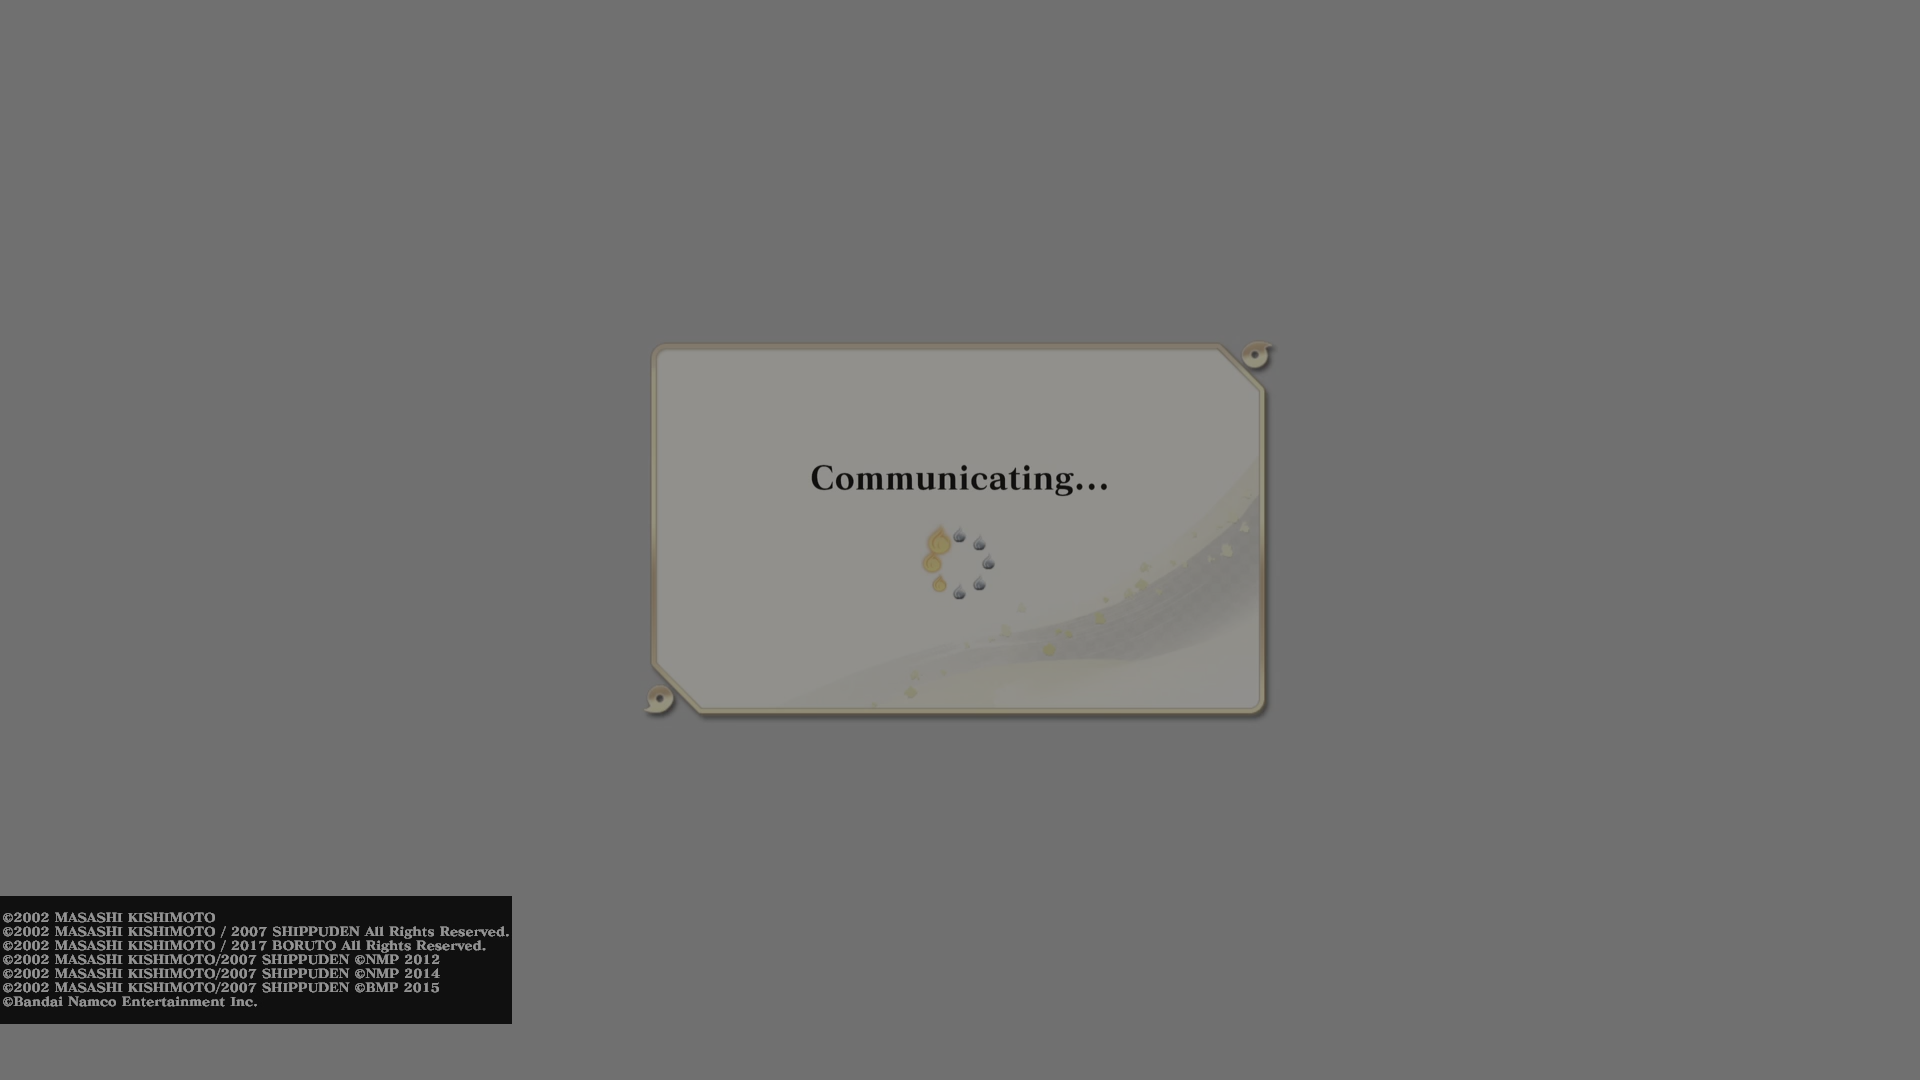 Communicating...
©2002 MASASHI KISHIMOTO
©2002 MASASHI KISHIMOTO / 2007 SHIPPUDEN All Rights Reserved.
©2002 MASASHI KISHIMOTO / 2017 BORUTO All Rights Reserved.
©2002 MASASHI KISHIMOTO/2007 SHIPPUDEN ©NMP 2012
©2002 MASASHI KISHIMOTO/2007 SHIPPUDEN ©NMP 2014
©2002 MASASHI KISHIMOTO/2007 SHIPPUDEN ©BMP 2015
©Bandai Namco Entertainment Inc.